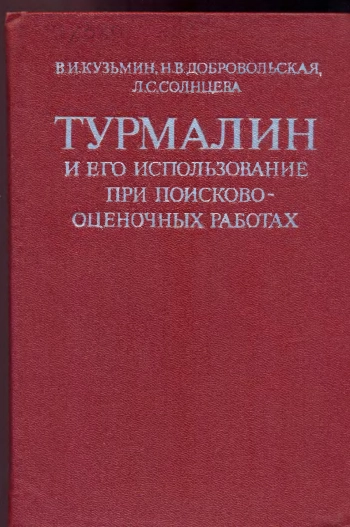 В.И.КУЗЬМИН, Н.В.ДОБРОВОЛЬСКАЯ,
Л.С.СОЛНЦЕВА
ТУРМАЛИН
И ЕГО ИСПОЛЬЗОВАНИЕ
ПРИ ПОИСКОВО-
ОЦЕНОЧНЫХ РАБОТАХ